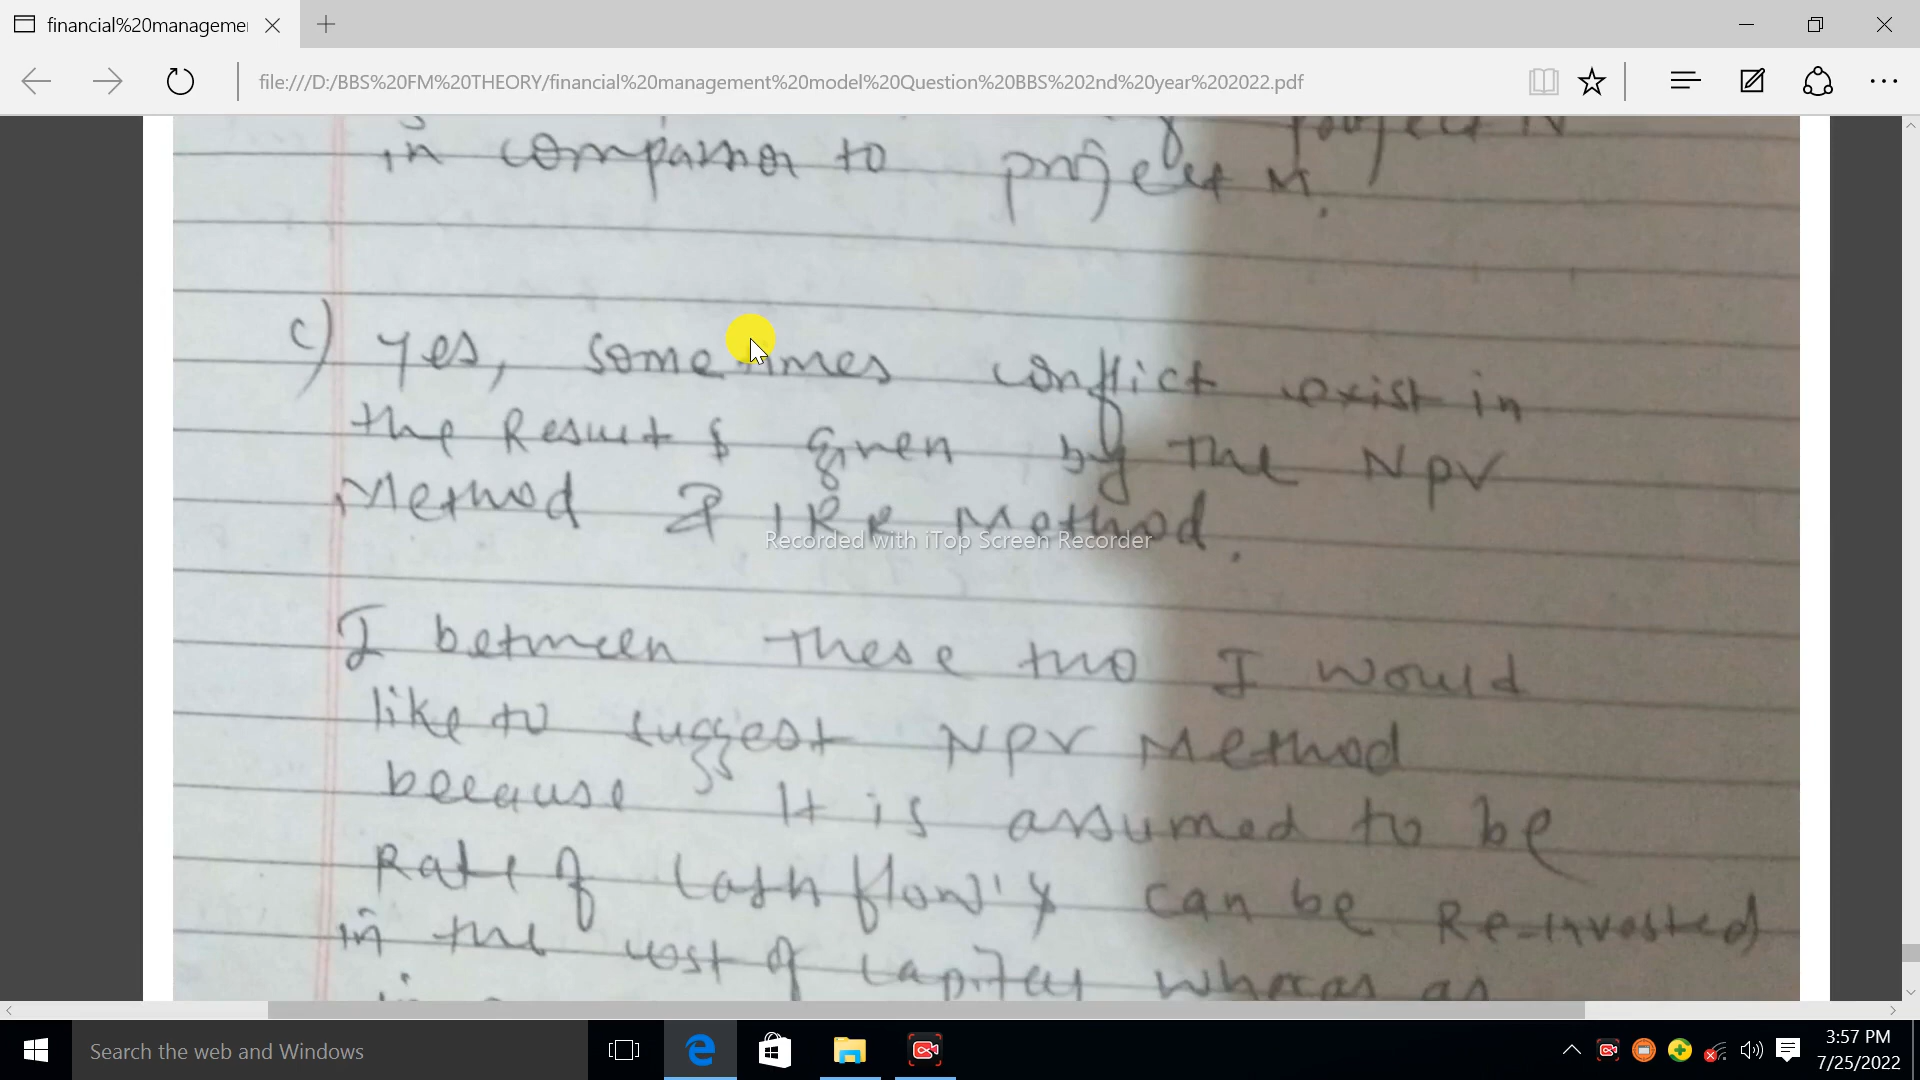 financial%20managemer
file:///D:/BBS%20FM%20THEORY/financial%20management%20model%20Question%20BBS%202nd%20year%202022.pdf
project N
in comparison to project M.
c) yes, sometimes conflict exist in
the Results given by the NPV
Method & IRR Method.
Recorded with iTop Screen Recorder
I between these two I would
like to suggest NPV Method
because It is assumed to be
Rate of Cash flow's can be Re-invested
in the cost of capital whereas as
Search the web and Windows
3:57 PM
7/25/2022